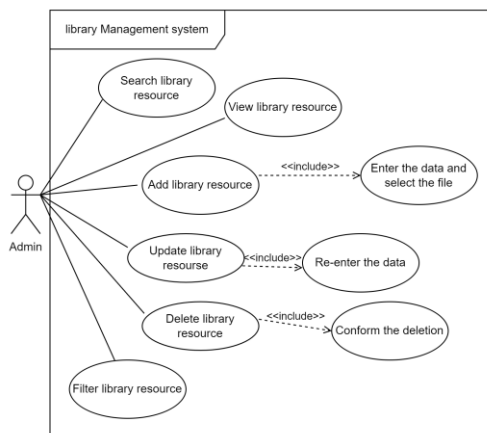 library Management system
Search library
resource
View library resource
<<include>>
Enter the data and
select the file
Add library resource
Admin
Update library
resourse
<<include>>
Re-enter the data
Delete library
resource
<<include>>
Conform the deletion
Filter library resource